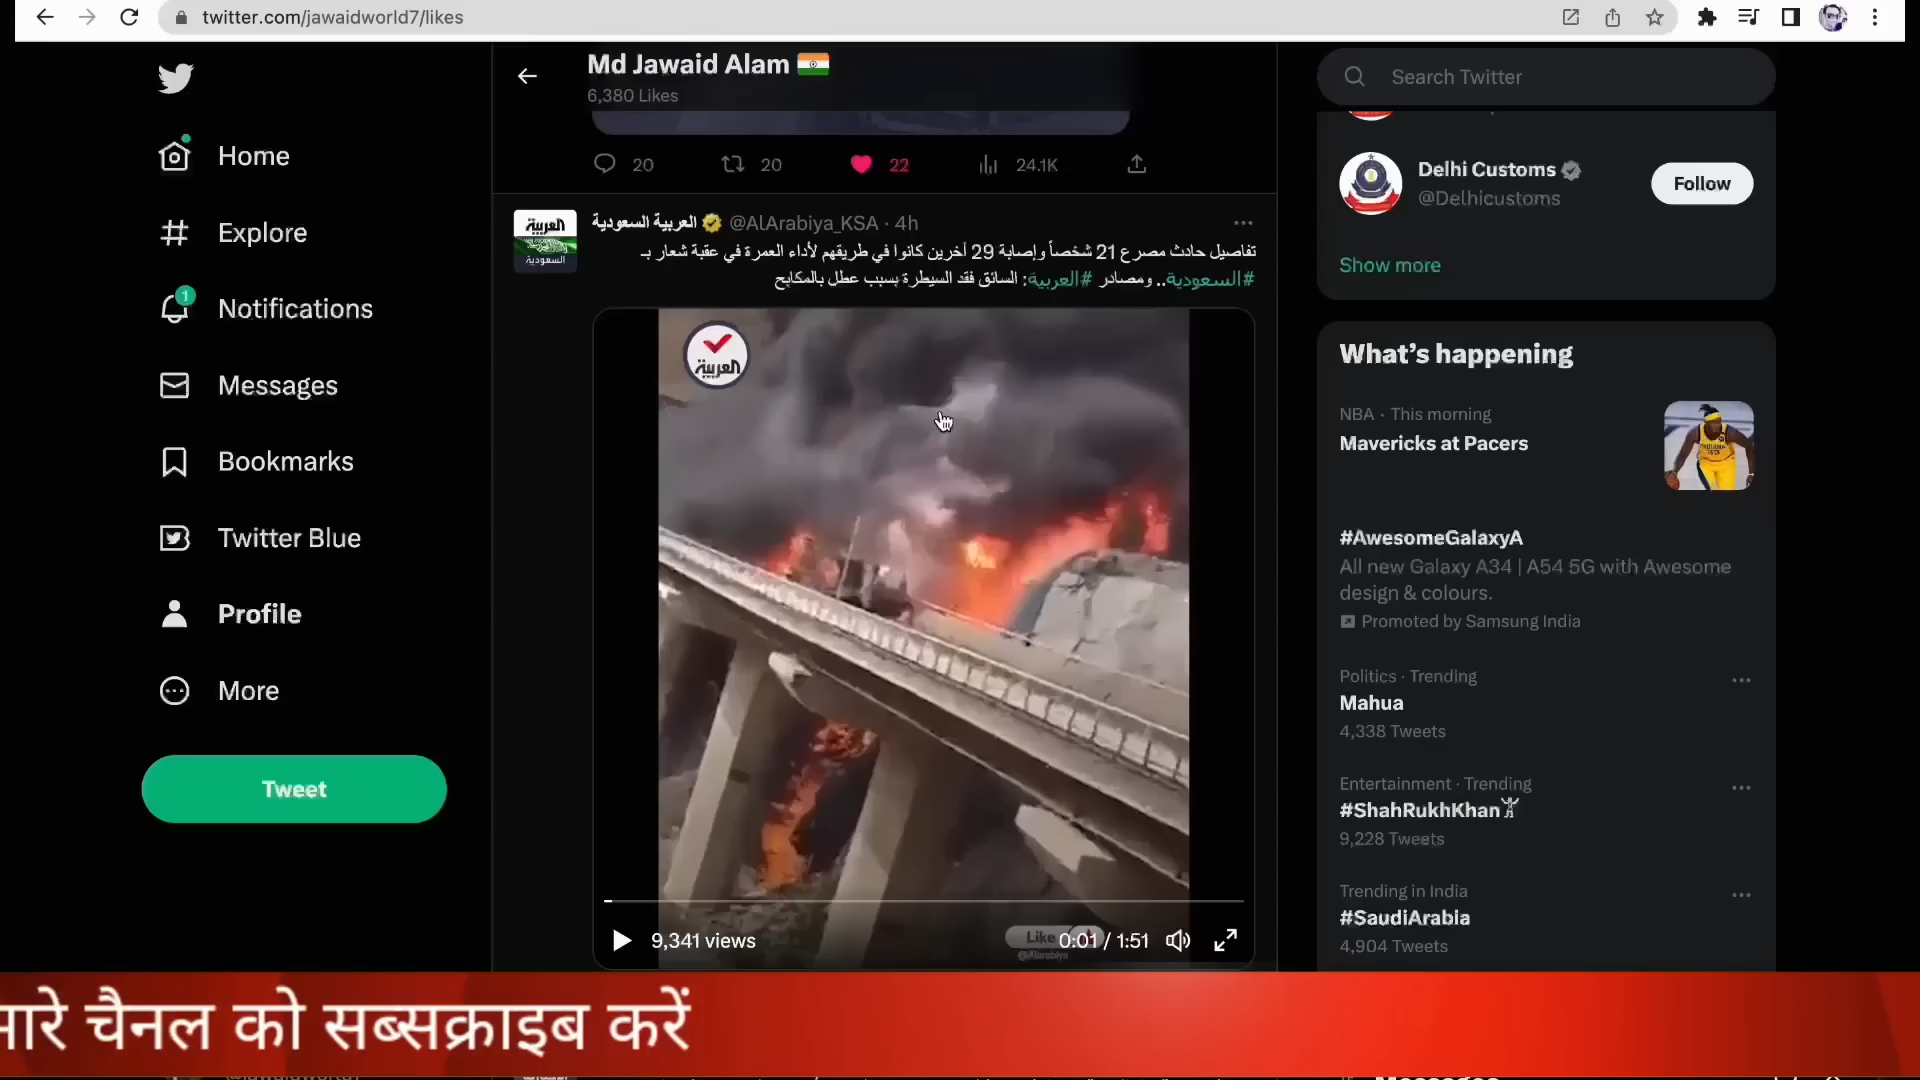 twitter.com/jawaidworld7/likes
Md Jawaid Alam
6,380 Likes
Search Twitter
Home
Explore
1
Notifications
Messages
Bookmarks
Twitter Blue
Profile
More
Tweet
20
20
22
24.1K
العربية
السعودية
العربية السعودية @AlArabiya_KSA · 4h
تفاصيل حادث مصرع 21 شخصاً وإصابة 29 آخرين كانوا في طريقهم لأداء العمرة في عقبة شعار بـ
#السعودية.. ومصادر #العربية: السائق فقد السيطرة بسبب عطل بالمكابح
العربية
9,341 views
Like
@Alarabiya
0:01 / 1:51
Delhi Customs
@Delhicustoms
Follow
Show more
What's happening
NBA · This morning
Mavericks at Pacers
#AwesomeGalaxyA
All new Galaxy A34 | A54 5G with Awesome
design & colours.
Promoted by Samsung India
Politics · Trending
Mahua
4,338 Tweets
Entertainment · Trending
#ShahRukhKhan
9,228 Tweets
Trending in India
#SaudiArabia
4,904 Tweets
चैनल को सब्सक्राइब करें